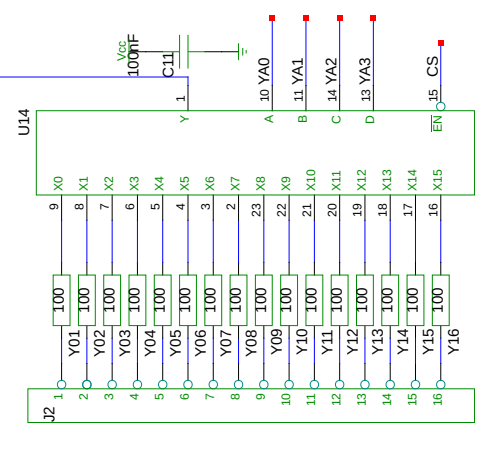 Vcc
100nF
C11
YA0
YA1
YA2
YA3
CS
1
10
11
14
13
15
U14
Y
A
B
C
D
EN
X0 X1 X2 X3 X4 X5 X6 X7 X8 X9 X10 X11 X12 X13 X14 X15
9 8 7 6 5 4 3 2 23 22 21 20 19 18 17 16
100 100 100 100 100 100 100 100 100 100 100 100 100 100 100 100
Y01 Y02 Y03 Y04 Y05 Y06 Y07 Y08 Y09 Y10 Y11 Y12 Y13 Y14 Y15 Y16
1 2 3 4 5 6 7 8 9 10 11 12 13 14 15 16
J2